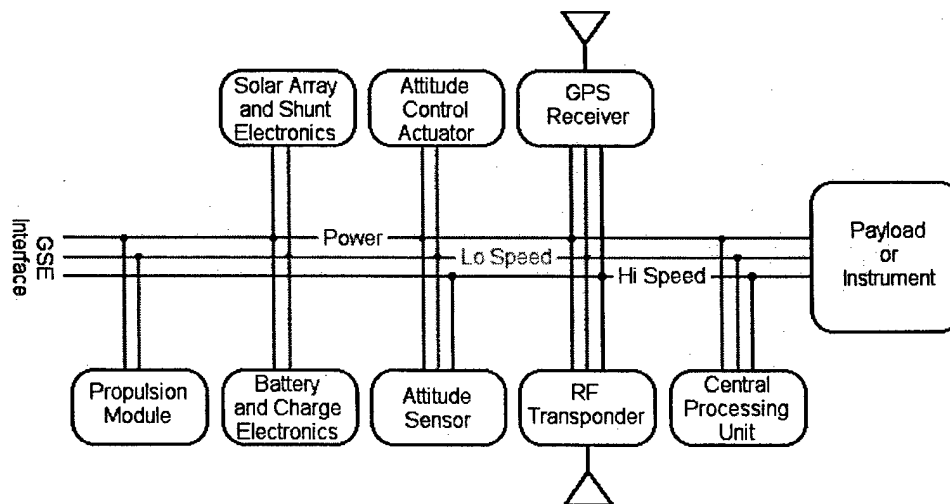 Solar Array
and Shunt
Electronics
Attitude
Control
Actuator
GPS
Receiver
GSE
Interface
Power
Lo Speed
Hi Speed
Payload
or
Instrument
Propulsion
Module
Battery
and Charge
Electronics
Attitude
Sensor
RF
Transponder
Central
Processing
Unit